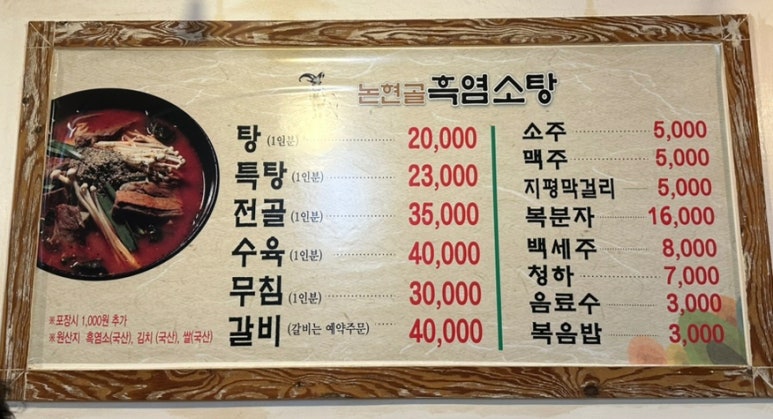 논현골 흑염소탕
탕 (1인분) 20,000
특탕 (1인분) 23,000
전골 (1인분) 35,000
수육 (1인분) 40,000
무침 (1인분) 30,000
갈비 (갈비는 예약주문) 40,000
※포장시 1,000원 추가
※원산지 흑염소(국산), 김치 (국산), 쌀(국산)
소주 5,000
맥주 5,000
지평막걸리 5,000
복분자 16,000
백세주 8,000
청하 7,000
음료수 3,000
볶음밥 3,000